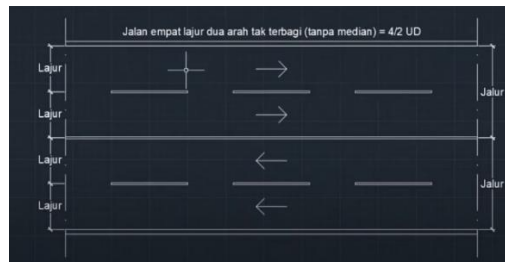 Jalan empat lajur dua arah tak terbagi (tanpa median) = 4/2 UD
Lajur
Jalur
Lajur
Lajur
Jalur
Lajur